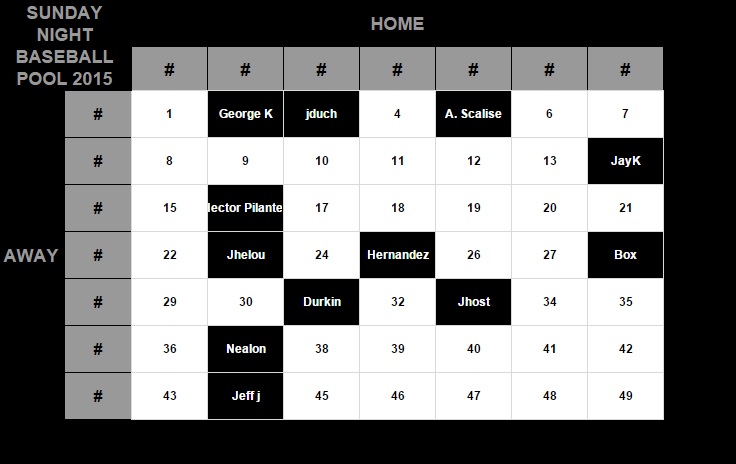 SUNDAY
NIGHT
BASEBALL
POOL 2015
HOME
# # # # # # #
# 1 George K jduch 4 A. Scalise 6 7
# 8 9 10 11 12 13 JayK
# 15 Pilante 17 18 19 20 21
AWAY # 22 Jhelou 24 Hernandez 26 27 Box
# 29 30 Durkin 32 Jhost 34 35
# 36 Nealon 38 39 40 41 42
# 43 Jeff j 45 46 47 48 49